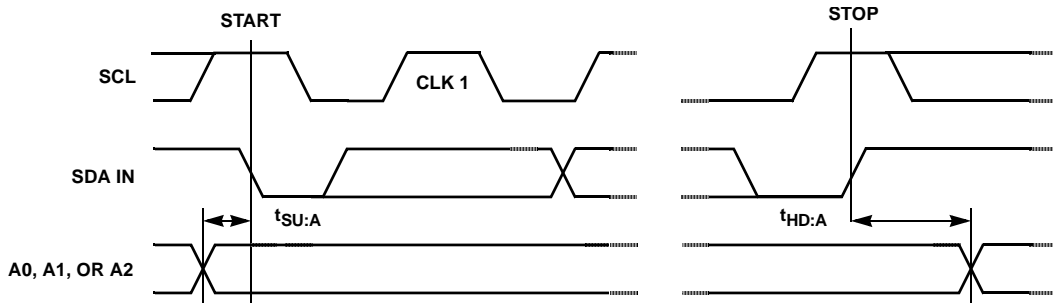 START
STOP
SCL
CLK 1
SDA IN
tSU:A
tHD:A
A0, A1, OR A2